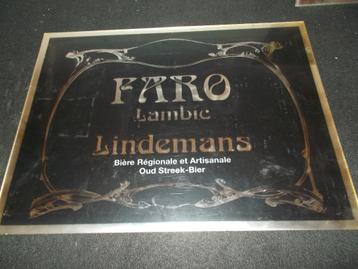 FARO
Lambic
Lindemans
Bière Régionale et Artisanale
Oud Streek-Bier